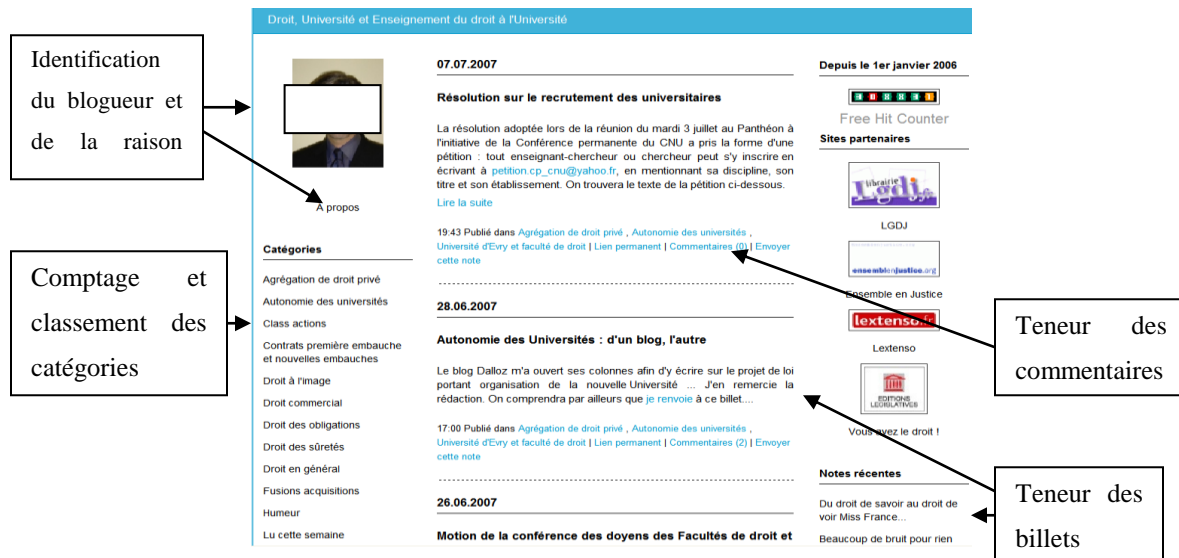 Droit, Université et Enseignement du droit à l'Université
Identification
du blogueur et
de la raison
Comptage et
classement des
catégories
A propos
Catégories
Agrégation de droit privé
Autonomie des universités
Class actions
Contrats première embauche
et nouvelles embauches
Droit à l'image
Droit commercial
Droit des obligations
Droit des sûretés
Droit en général
Fusions acquisitions
Humeur
Lu cette semaine
07.07.2007
Résolution sur le recrutement des universitaires
La résolution adoptée lors de la réunion du mardi 3 juillet au Panthéon à
l'initiative de la Conférence permanente du CNU a pris la forme d'une
pétition : tout enseignant-chercheur ou chercheur peut s'y inscrire en
écrivant à petition.cp_cnu@yahoo.fr, en mentionnant sa discipline, son
titre et son établissement. On trouvera le texte de la pétition ci-dessous.
Lire la suite
19:43 Publié dans Agrégation de droit privé , Autonomie des universités ,
Université d'Evry et faculté de droit | Lien permanent | Commentaires (0) | Envoyer
cette note
28.06.2007
Autonomie des Universités : d'un blog, l'autre
Le blog Dalloz m'a ouvert ses colonnes afin d'y écrire sur le projet de loi
portant organisation de la nouvelle Université ... J'en remercie la
rédaction. On comprendra par ailleurs que je renvoie à ce billet....
17:00 Publié dans Agrégation de droit privé , Autonomie des universités ,
Université d'Evry et faculté de droit | Lien permanent | Commentaires (2) | Envoyer
cette note
26.06.2007
Motion de la conférence des doyens des Facultés de droit et
Depuis le 1er janvier 2006
Free Hit Counter
Sites partenaires
librairie
Lgdj.fr
LGDJ
ensemblenjustice.org
Ensemble en Justice
lextenso.fr
Lextenso
EDITIONS
LEGISLATIVES
Vous avez le droit !
Notes récentes
Du droit de savoir au droit de
voir Miss France...
Beaucoup de bruit pour rien
Teneur des
commentaires
Teneur des
billets